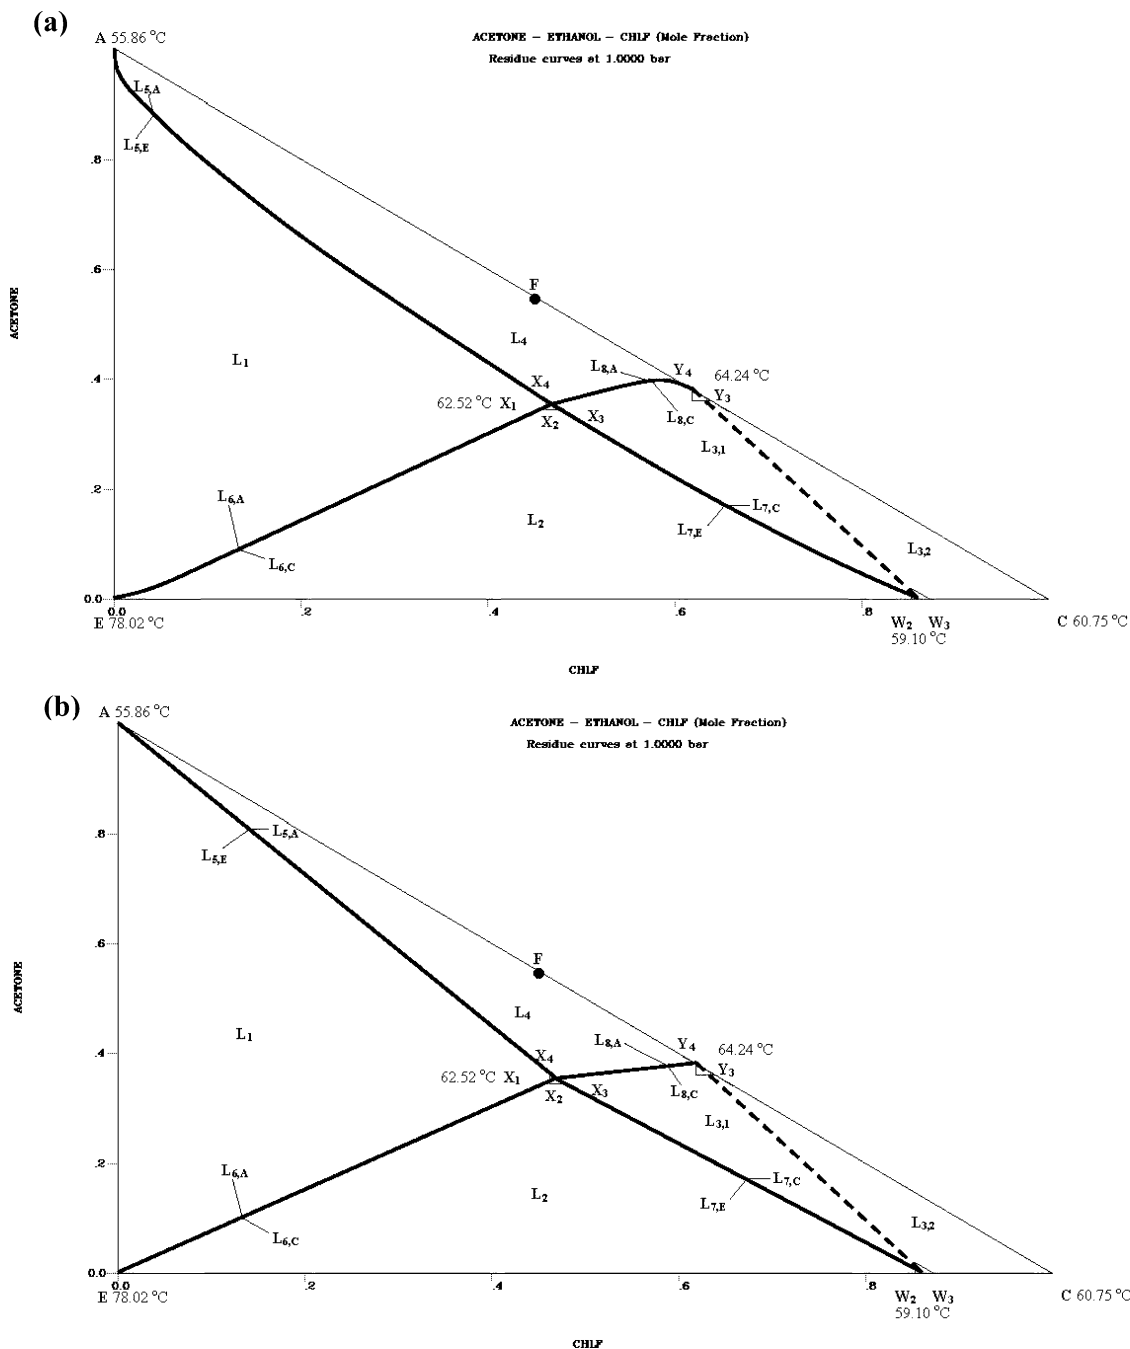 (a)
A 55.86 °C
ACETONE – ETHANOL – CHLF (Mole Fraction)
Residue curves at 1.0000 bar
L5,A
L5,E
.8
.6
F
ACETONE
L4
L1
L8,A
Y4
64.24 °C
.4
X4
62.52 °C X1
Y3
X2
X3
L8,C
L3,1
.2
L6,A
L7,C
L2
L7,E
L6,C
L3,2
0.0
0.0
.2
.4
.6
.8
E 78.02 °C
W2 W3
C 60.75 °C
59.10 °C
CHLF
(b)
A 55.86 °C
ACETONE – ETHANOL – CHLF (Mole Fraction)
Residue curves at 1.0000 bar
.8
L5,A
L5,E
.6
F
ACETONE
L4
L1
L8,A
Y4
64.24 °C
.4
X4
62.52 °C X1
Y3
X2
X3
L8,C
L3,1
.2
L6,A
L7,C
L2
L7,E
L6,C
L3,2
0.0
0.0
.2
.4
.6
.8
E 78.02 °C
W2 W3
C 60.75 °C
59.10 °C
CHLF